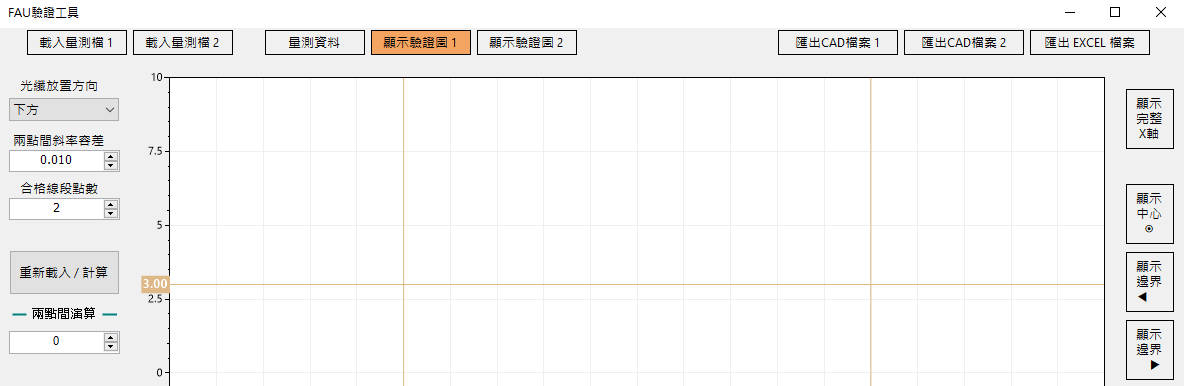 FAU驗證工具
載入量測檔 1
載入量測檔 2
量測資料
顯示驗證圖 1
顯示驗證圖 2
匯出CAD檔案 1
匯出CAD檔案 2
匯出 EXCEL 檔案
光纖放置方向
下方
兩點間斜率容差
0.010
合格線段點數
2
重新載入 / 計算
兩點間演算
0
10
7.5
5
3.00
2.5
0
顯示
完整
X軸
顯示
中心
顯示
邊界
顯示
邊界